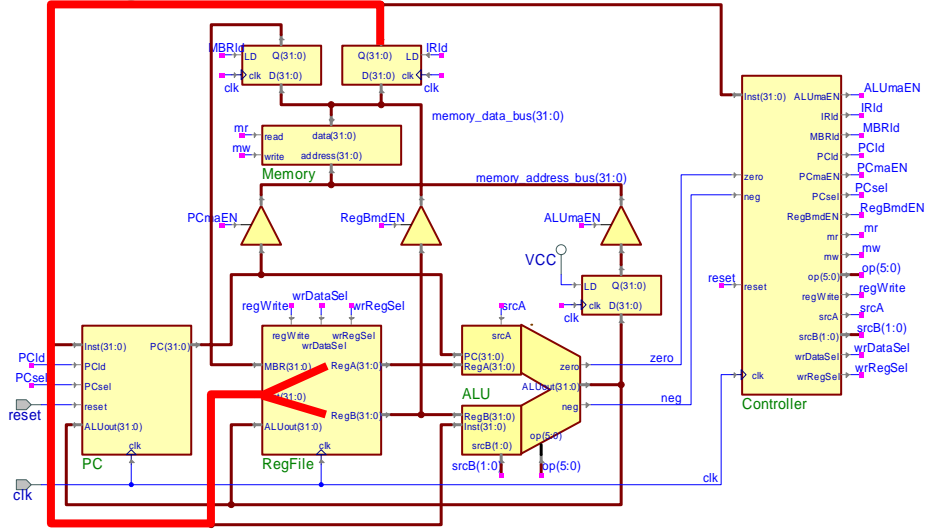 MBRld
LD
Q(31:0)
clk
D(31:0)
clk
Q(31:0)
LD
IRld
D(31:0)
clk
clk
memory_data_bus(31:0)
mr
read
data(31:0)
mw
write
address(31:0)
Memory
memory_address_bus(31:0)
PCmaEN
RegBmdEN
ALUmaEN
VCC
LD
Q(31:0)
clk
D(31:0)
clk
Inst(31:0)
zero
neg
reset
reset
clk
ALUmaEN
IRld
MBRld
PCld
PCmaEN
PCsel
RegBmdEN
mr
mw
op(5:0)
regWrite
srcA
srcB(1:0)
wrDataSel
wrRegSel
ALUmaEN
IRld
MBRld
PCld
PCmaEN
PCsel
RegBmdEN
mr
mw
op(5:0)
regWrite
srcA
srcB(1:0)
wrDataSel
wrRegSel
Controller
PCld
PCsel
reset
Inst(31:0)
PC(31:0)
PCld
PCsel
reset
ALUout(31:0)
clk
PC
regWrite
wrDataSel
wrRegSel
regWrite
wrRegSel
wrDataSel
MBR(31:0)
RegA(31:0)
(31:0)
RegB(31:0)
ALUout(31:0)
clk
RegFile
srcA
srcA
PC(31:0)
RegA(31:0)
ALU
zero
ALUout(31:0)
neg
RegB(31:0)
Inst(31:0)
srcB(1:0)
op(5:0)
srcB(1:0)
op(5:0)
zero
neg
clk
clk